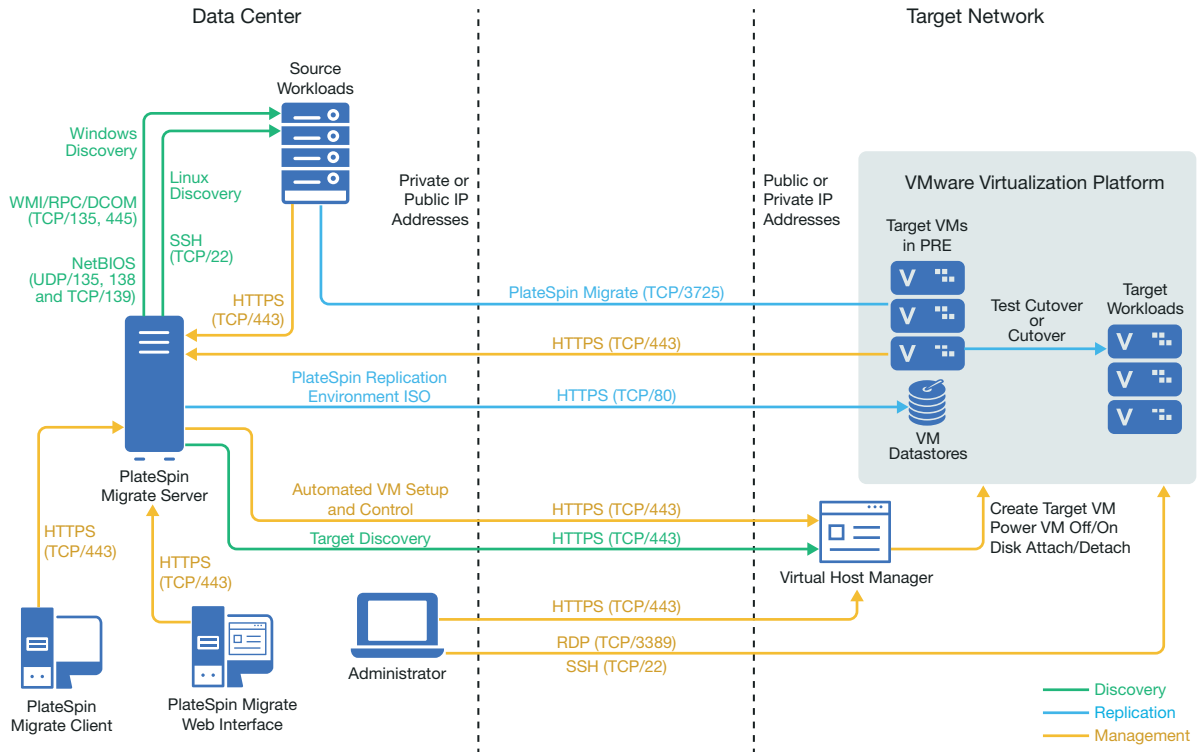 Data Center
Target Network
Source
Workloads
Windows
Discovery
Linux
Discovery
WMI/RPC/DCOM
(TCP/135, 445)
SSH
(TCP/22)
NetBIOS
(UDP/135, 138
and TCP/139)
HTTPS
(TCP/443)
Private or
Public IP
Addresses
Public or
Private IP
Addresses
VMware Virtualization Platform
Target VMs
in PRE
V
V
V
Test Cutover
or
Cutover
Target
Workloads
V
V
V
VM
Datastores
PlateSpin Migrate (TCP/3725)
HTTPS (TCP/443)
PlateSpin Replication
Environment ISO
HTTPS (TCP/80)
PlateSpin
Migrate Server
Automated VM Setup
and Control
HTTPS (TCP/443)
Target Discovery
HTTPS (TCP/443)
Virtual Host Manager
Create Target VM
Power VM Off/On
Disk Attach/Detach
HTTPS
(TCP/443)
HTTPS
(TCP/443)
HTTPS (TCP/443)
RDP (TCP/3389)
SSH (TCP/22)
Administrator
PlateSpin
Migrate Client
PlateSpin Migrate
Web Interface
Discovery
Replication
Management